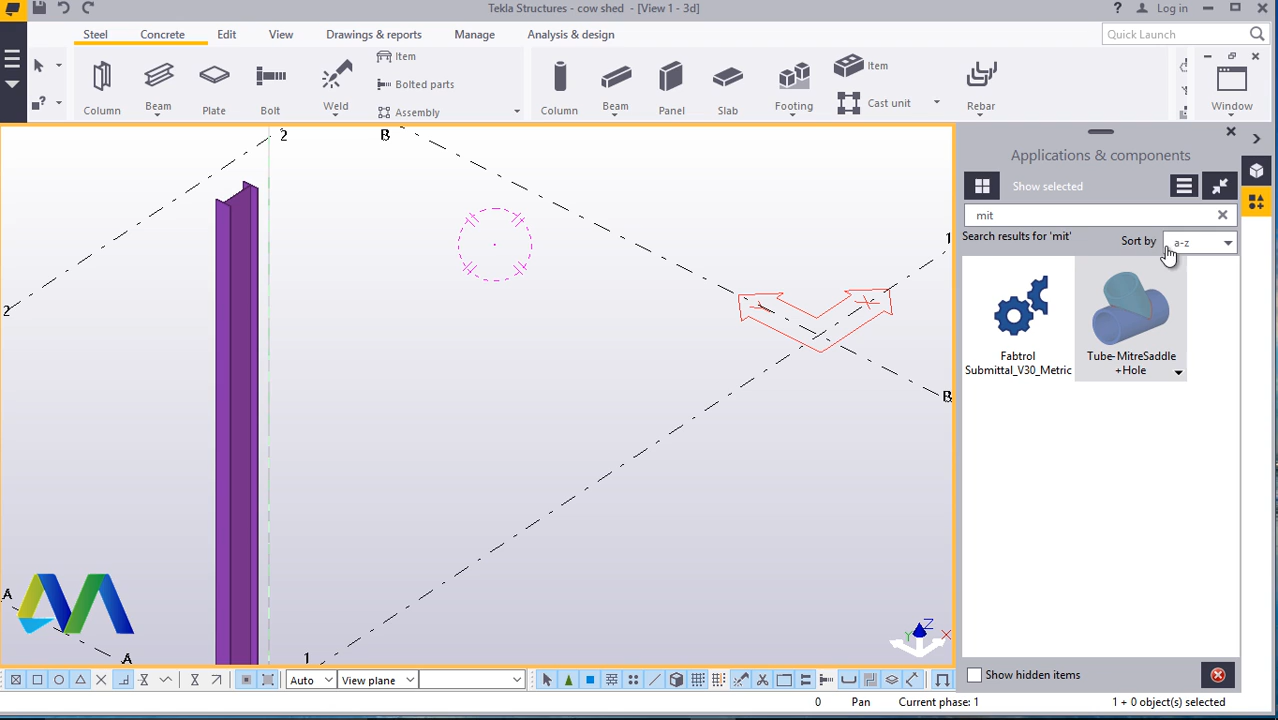 Tekla Structures - cow shed - [View 1 - 3d]
? Log in
Steel Concrete Edit View Drawings & reports Manage Analysis & design
Quick Launch
Column Beam Plate Bolt Weld
Item
Bolted parts
Assembly
Column Beam Panel Slab Footing
Item
Cast unit
Rebar
Window
Applications & components
Show selected
mit
Search results for 'mit'
Sort by a-z
Fabtrol
Submittal_V30_Metric
Tube-MitreSaddle
+Hole
2
B
1
2
B
A
A
1
Z
Y
X
Auto View plane
Show hidden items
0 Pan Current phase: 1 1 + 0 object(s) selected